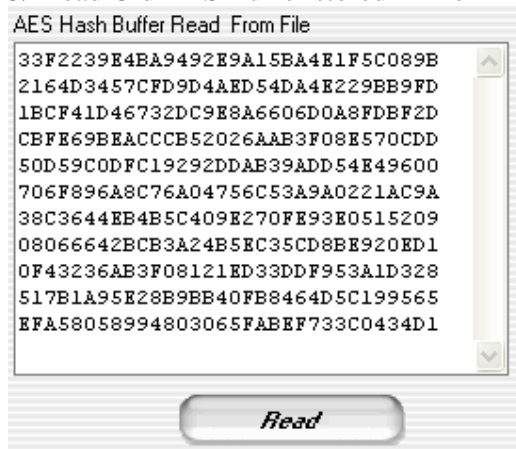 AES Hash Buffer Read From File
33F2239E4BA9492E9A15BA4E1F5C089B
2164D3457CFD9D4AED54DA4E229BB9FD
1BCF41D46732DC9E8A6606D0A8FDBF2D
CBFE69BEACCCB52026AAB3F08E570CDD
50D59C0DFC19292DDAB39ADD54E49600
706F896A8C76A04756C53A9A0221AC9A
38C3644EB4B5C409E270FE93E0515209
08066642BCB3A24B5EC35CD8BE920ED1
0F43236AB3F08121ED33DDF953A1D328
517B1A95E28B9BB40FB8464D5C199565
EFA58058994803065FABEF733C0434D1
Read